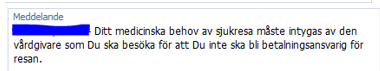 Meddelande
- Ditt medicinska behov av sjukresa måste intygas av den
vårdgivare som Du ska besöka för att Du inte ska bli betalningsansvarig för
resan.